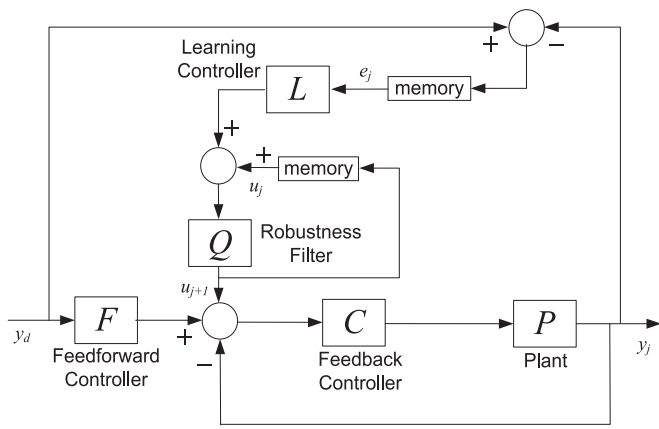 +
−
Learning
Controller
L
e_j
memory
+
+
memory
u_j
Q
Robustness
Filter
u_{j+1}
y_d
F
+
−
C
P
y_j
Feedforward
Controller
Feedback
Controller
Plant